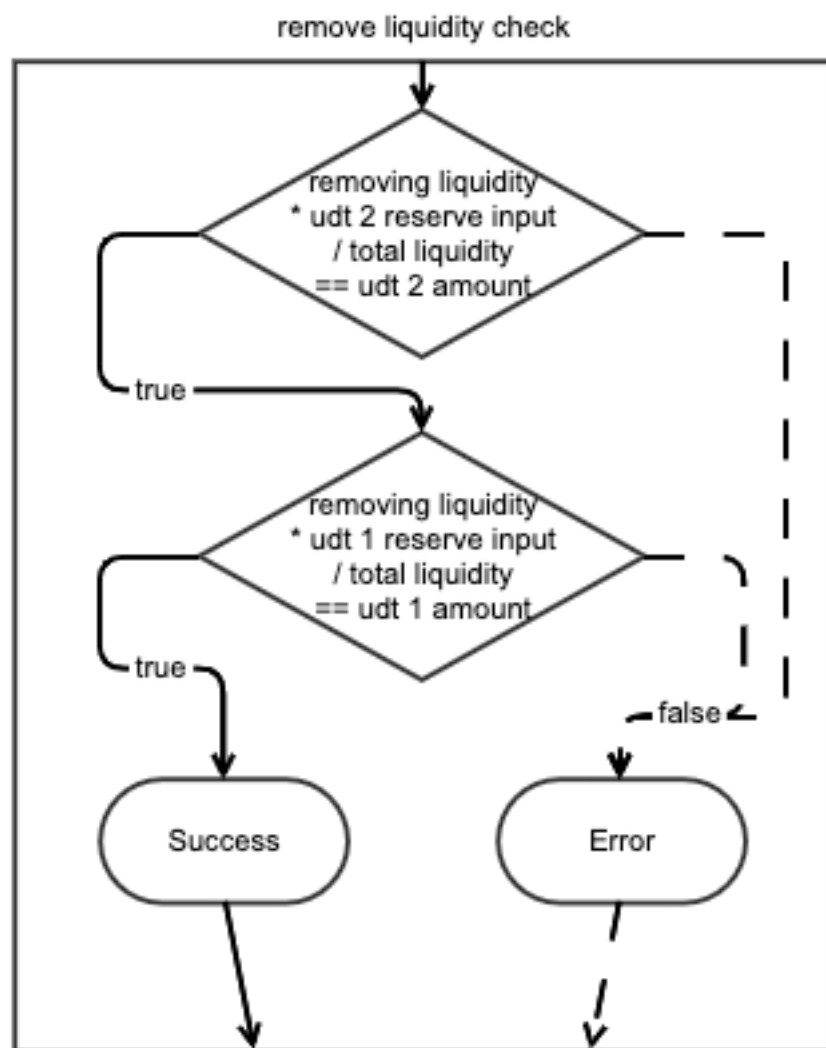 remove liquidity check
removing liquidity
* udt 2 reserve input
/ total liquidity
== udt 2 amount
true
removing liquidity
* udt 1 reserve input
/ total liquidity
== udt 1 amount
true
false
Success
Error